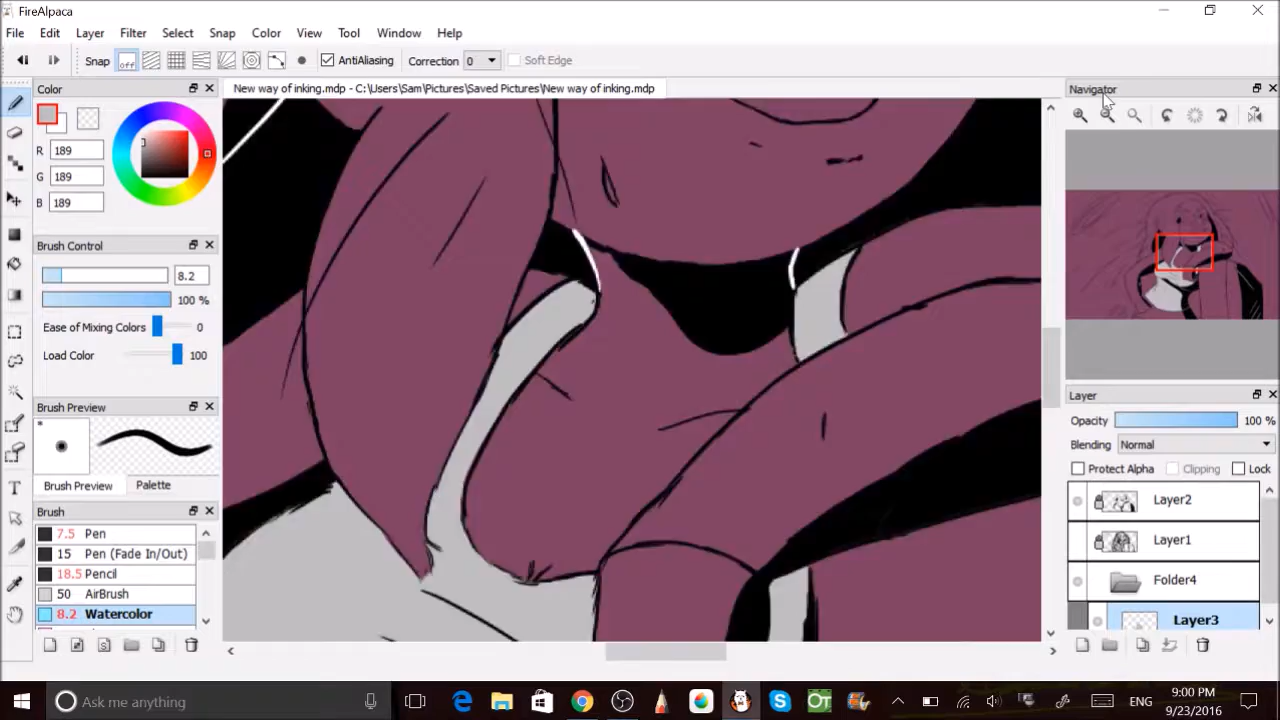 FireAlpaca
File Edit Layer Filter Select Snap Color View Tool Window Help
Snap off AntiAliasing Correction 0 Soft Edge
Color
New way of inking.mdp - C:\Users\Sam\Pictures\Saved Pictures\New way of inking.mdp
Navigator
R 189
G 189
B 189
Brush Control
8.2
100 %
Ease of Mixing Colors 0
Load Color 100
Brush Preview
Brush Preview Palette
Brush
7.5 Pen
15 Pen (Fade In/Out)
18.5 Pencil
50 AirBrush
8.2 Watercolor
Layer
Opacity 100 %
Blending Normal
Protect Alpha Clipping Lock
Layer2
Layer1
Folder4
Layer3
Ask me anything
ENG
9:00 PM
9/23/2016